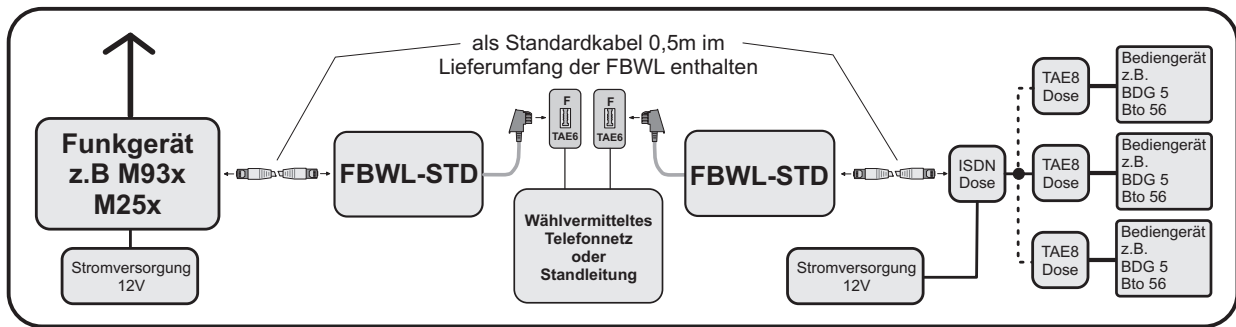 als Standardkabel 0,5m im
Lieferumfang der FBWL enthalten
Funkgerät
z.B M93x
M25x
Stromversorgung
12V
FBWL-STD
F
TAE6
F
TAE6
Wählvermitteltes
Telefonnetz
oder
Standleitung
FBWL-STD
Stromversorgung
12V
ISDN
Dose
TAE8
Dose
Bediengerät
z.B.
BDG 5
Bto 56
TAE8
Dose
Bediengerät
z.B.
BDG 5
Bto 56
TAE8
Dose
Bediengerät
z.B.
BDG 5
Bto 56